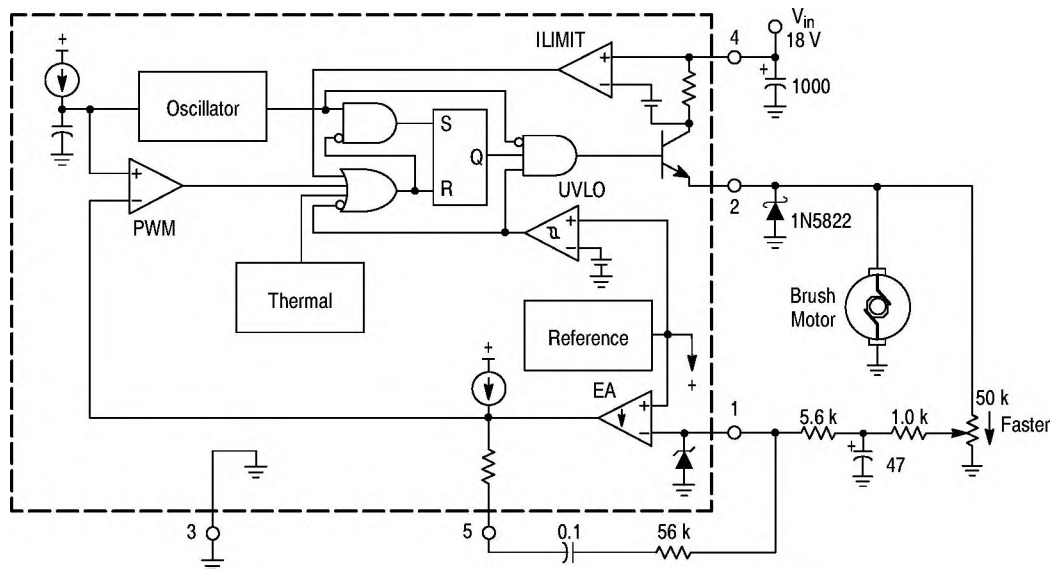 +
Oscillator
ILIMIT
+
−
4
Vin
18 V
+
1000
S
Q
R
UVLO
+
−
PWM
2
1N5822
+
−
Thermal
Brush
Motor
Reference
+
+
EA
+
−
1
5.6 k
1.0 k
50 k
Faster
+
47
3
5
0.1
56 k